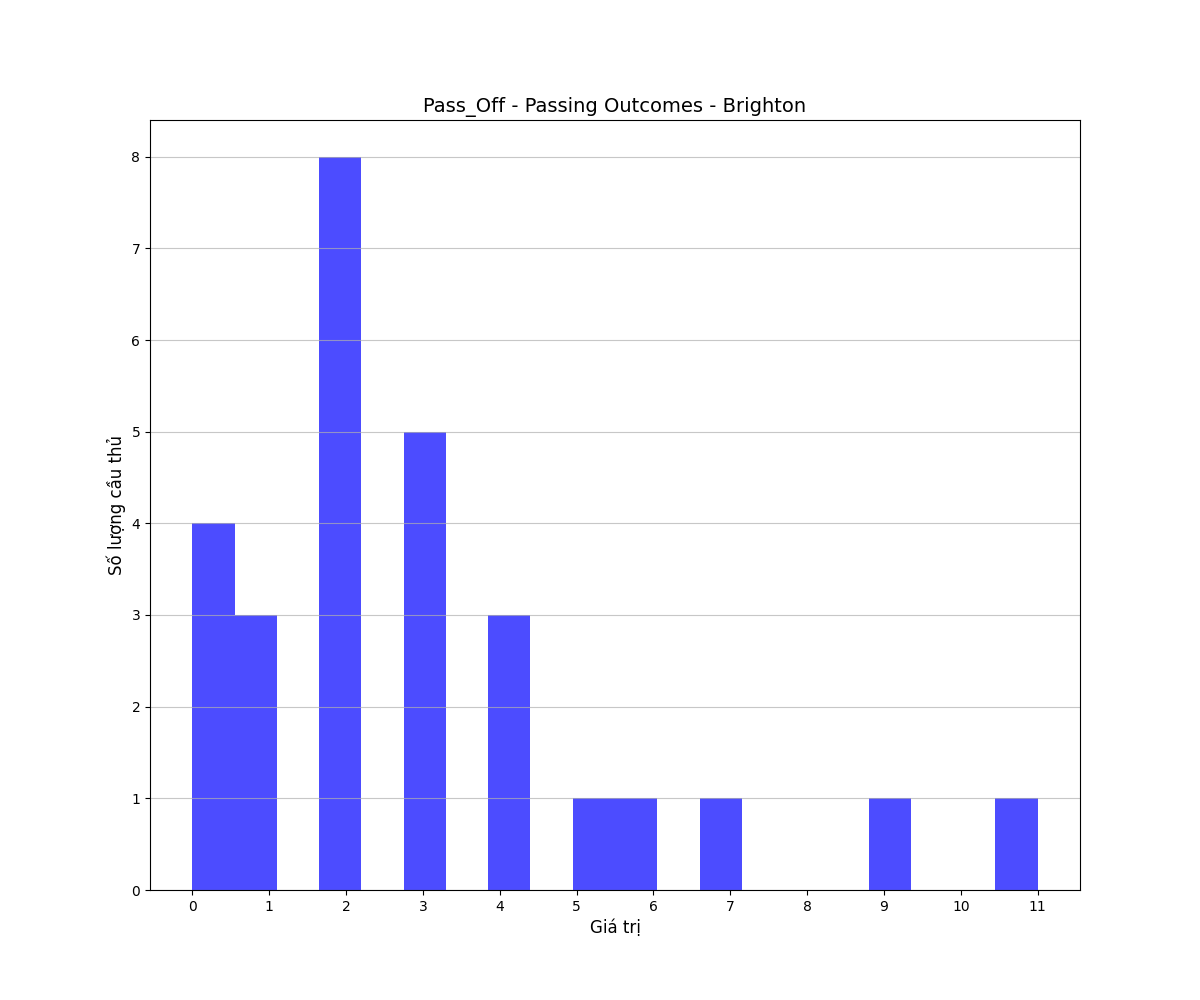 Pass_Off - Passing Outcomes - Brighton
8
7
6
5
4
3
2
1
0
Số lượng cầu thủ
0 1 2 3 4 5 6 7 8 9 10 11
Giá trị